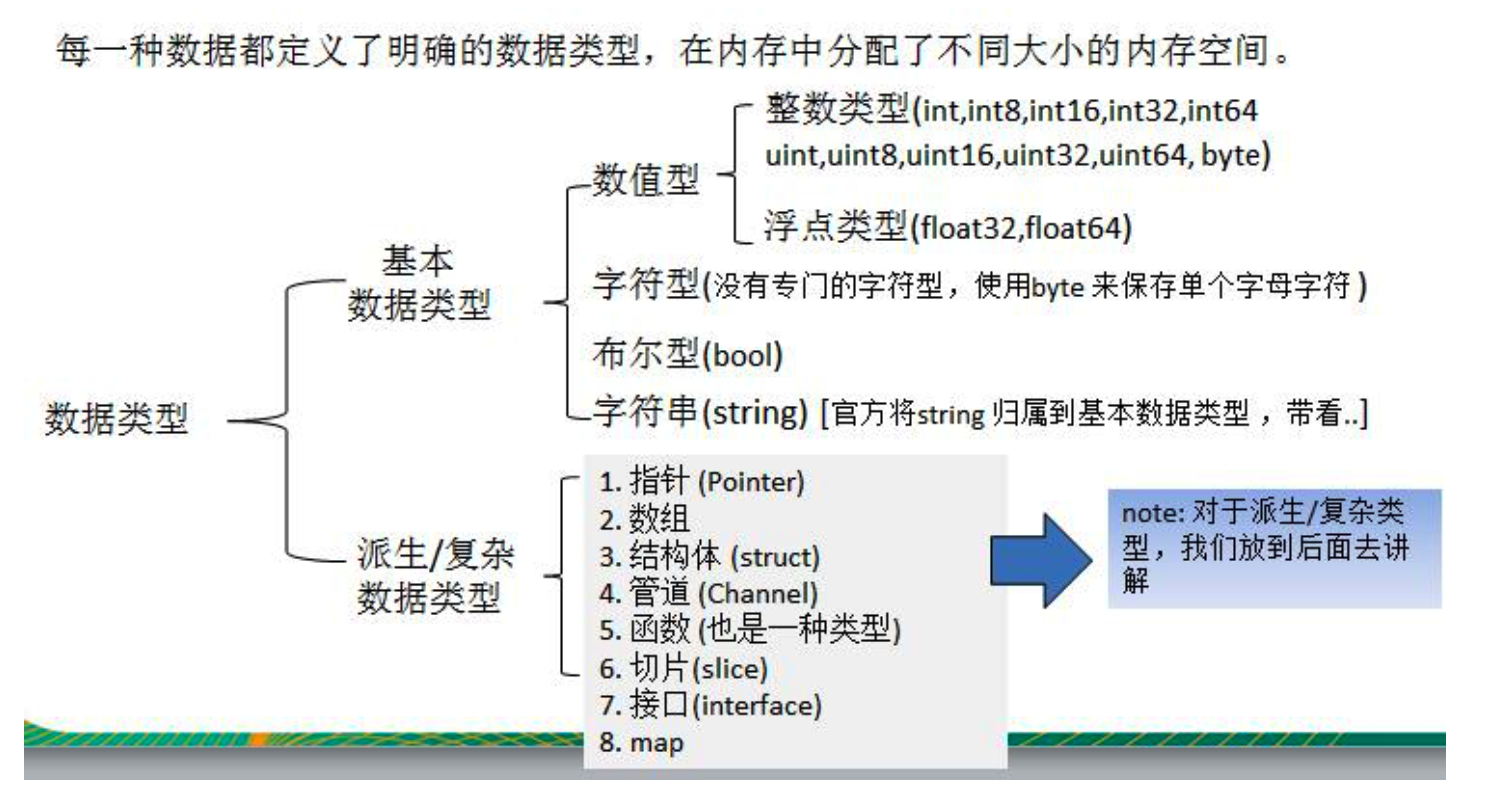 每一种数据都定义了明确的数据类型，在内存中分配了不同大小的内存空间。
整数类型(int,int8,int16,int32,int64
uint,uint8,uint16,uint32,uint64, byte)
数值型
浮点类型(float32,float64)
基本
数据类型
字符型(没有专门的字符型，使用byte 来保存单个字母字符 )
布尔型(bool)
字符串(string) [官方将string 归属到基本数据类型 ，带看..]
数据类型
派生/复杂
数据类型
1. 指针 (Pointer)
2. 数组
3. 结构体 (struct)
4. 管道 (Channel)
5. 函数 (也是一种类型)
6. 切片(slice)
7. 接口(interface)
8. map
note: 对于派生/复杂类
型，我们放到后面去讲
解